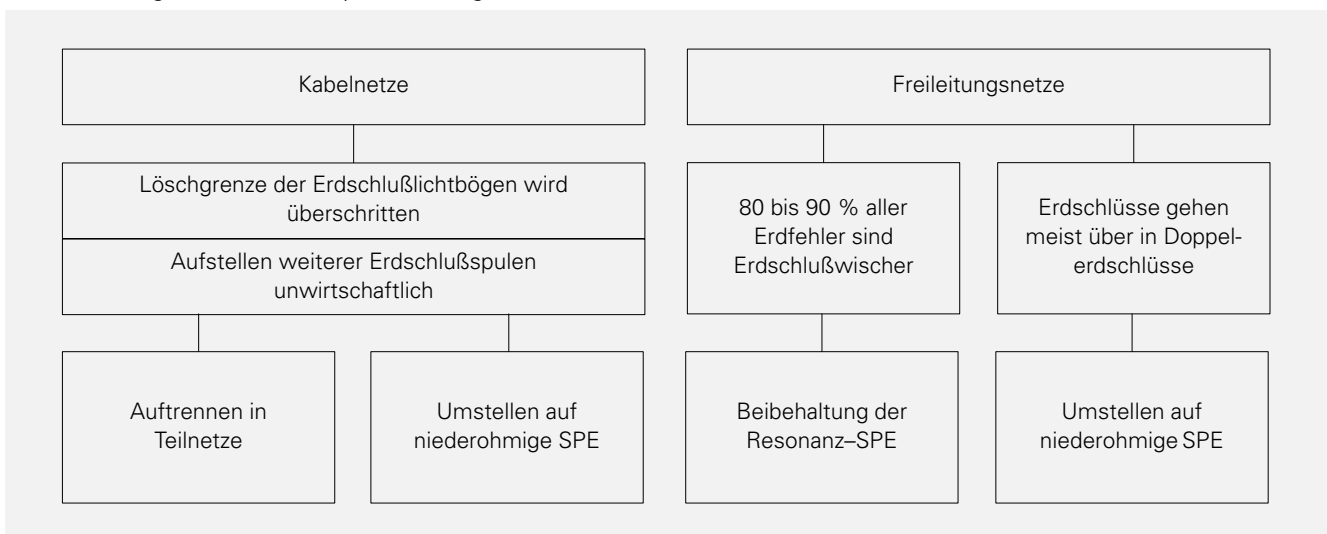 Kabelnetze
Freileitungsnetze
Löschgrenze der Erdschlußlichtbögen wird
überschritten
Aufstellen weiterer Erdschlußspulen
unwirtschaftlich
80 bis 90 % aller
Erdfehler sind
Erdschlußwischer
Erdschlüsse gehen
meist über in Doppel-
erdschlüsse
Auftrennen in
Teilnetze
Umstellen auf
niederohmige SPE
Beibehaltung der
Resonanz–SPE
Umstellen auf
niederohmige SPE